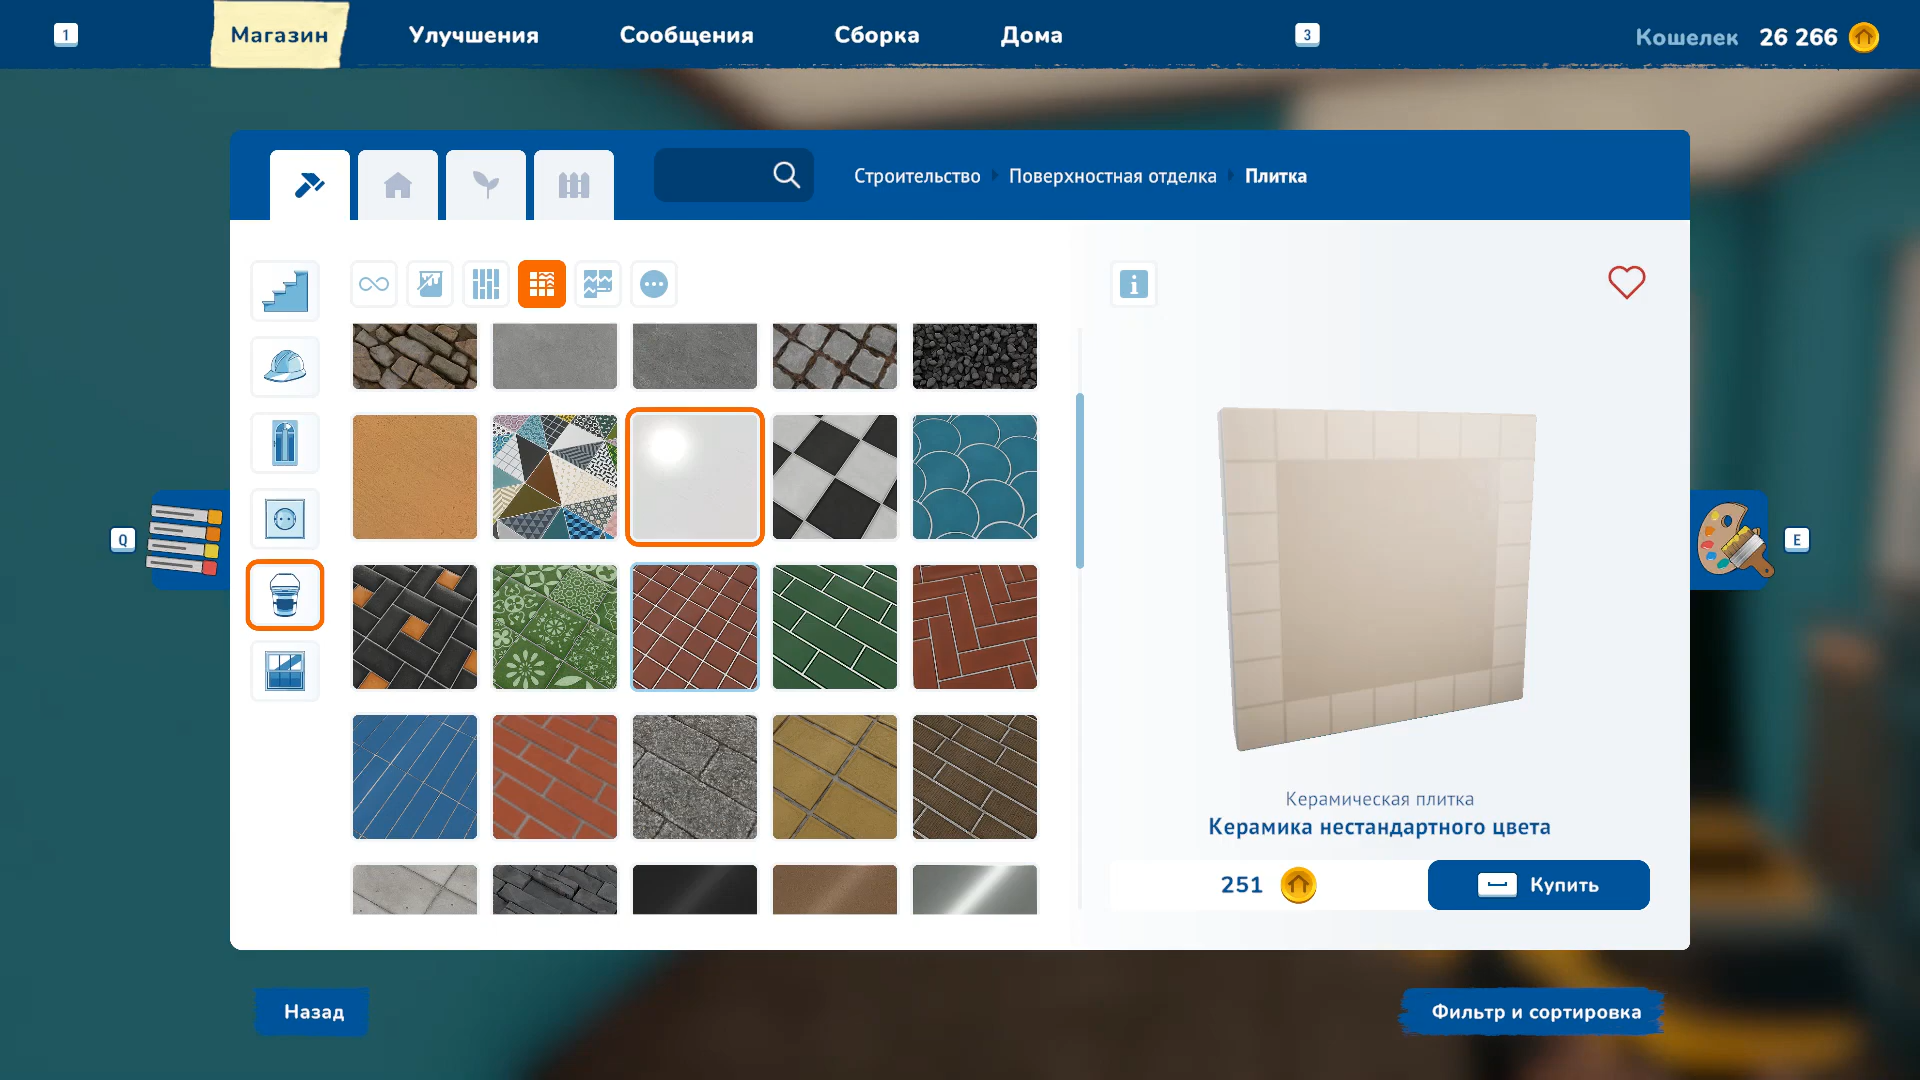 1
Магазин
Улучшения
Сообщения
Сборка
Дома
3
Кошелек 26 266
Строительство Поверхностная отделка Плитка
i
Q
E
Керамическая плитка
Керамика нестандартного цвета
251
Купить
Назад
Фильтр и сортировка